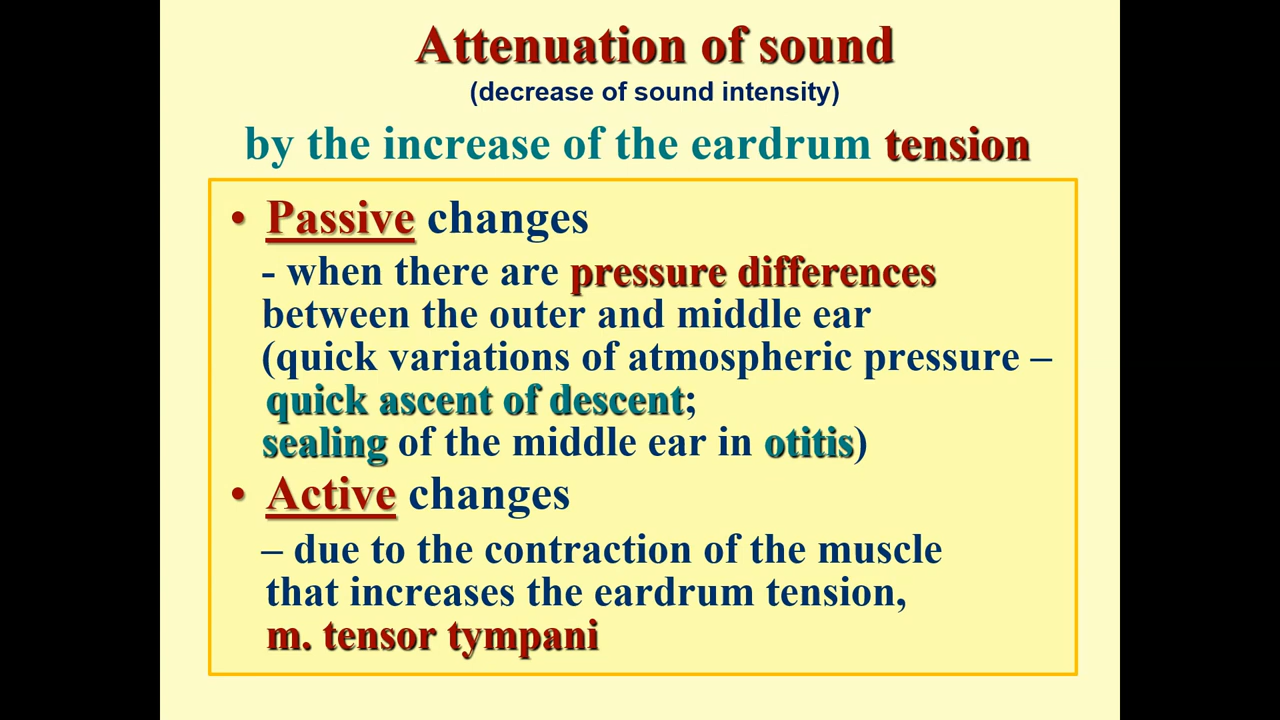 Attenuation of sound
(decrease of sound intensity)
by the increase of the eardrum tension
• Passive changes
- when there are pressure differences
between the outer and middle ear
(quick variations of atmospheric pressure –
quick ascent of descent;
sealing of the middle ear in otitis)
• Active changes
– due to the contraction of the muscle
that increases the eardrum tension,
m. tensor tympani